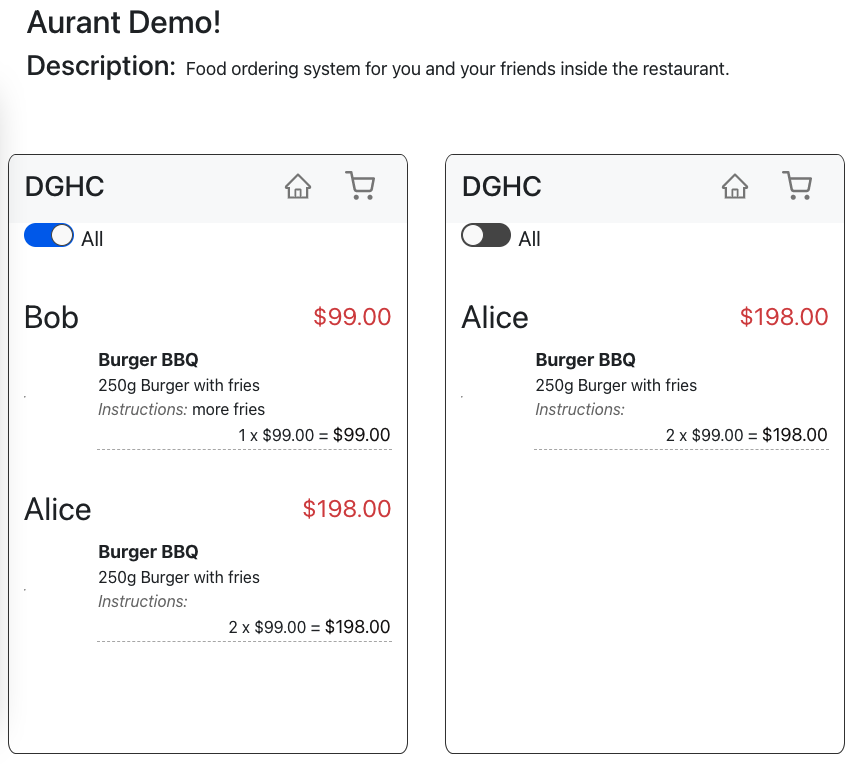 Aurant Demo!
Description: Food ordering system for you and your friends inside the restaurant.
DGHC
All
Bob $99.00
Burger BBQ
250g Burger with fries
Instructions: more fries
1 x $99.00 = $99.00
Alice $198.00
Burger BBQ
250g Burger with fries
Instructions:
2 x $99.00 = $198.00
DGHC
All
Alice $198.00
Burger BBQ
250g Burger with fries
Instructions:
2 x $99.00 = $198.00